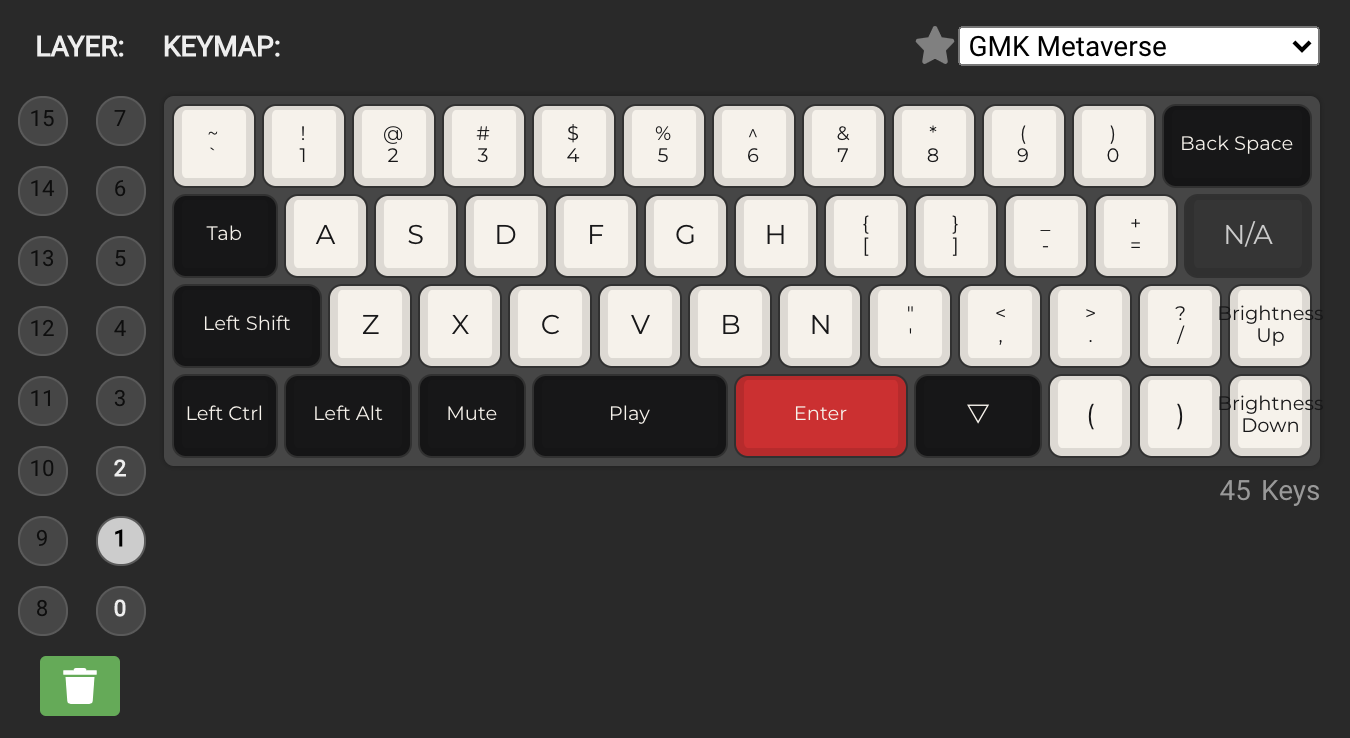 LAYER: KEYMAP: GMK Metaverse
15 7
14 6
13 5
12 4
11 3
10 2
9 1
8 0
~ ! @ # $ % ^ & * ( ) Back Space
` 1 2 3 4 5 6 7 8 9 0
Tab A S D F G H { } _ + N/A
[ ] - =
Left Shift Z X C V B N " < > ? Brightness
' , . / Up
Left Ctrl Left Alt Mute Play Enter ▽ ( ) Brightness
Down
45 Keys